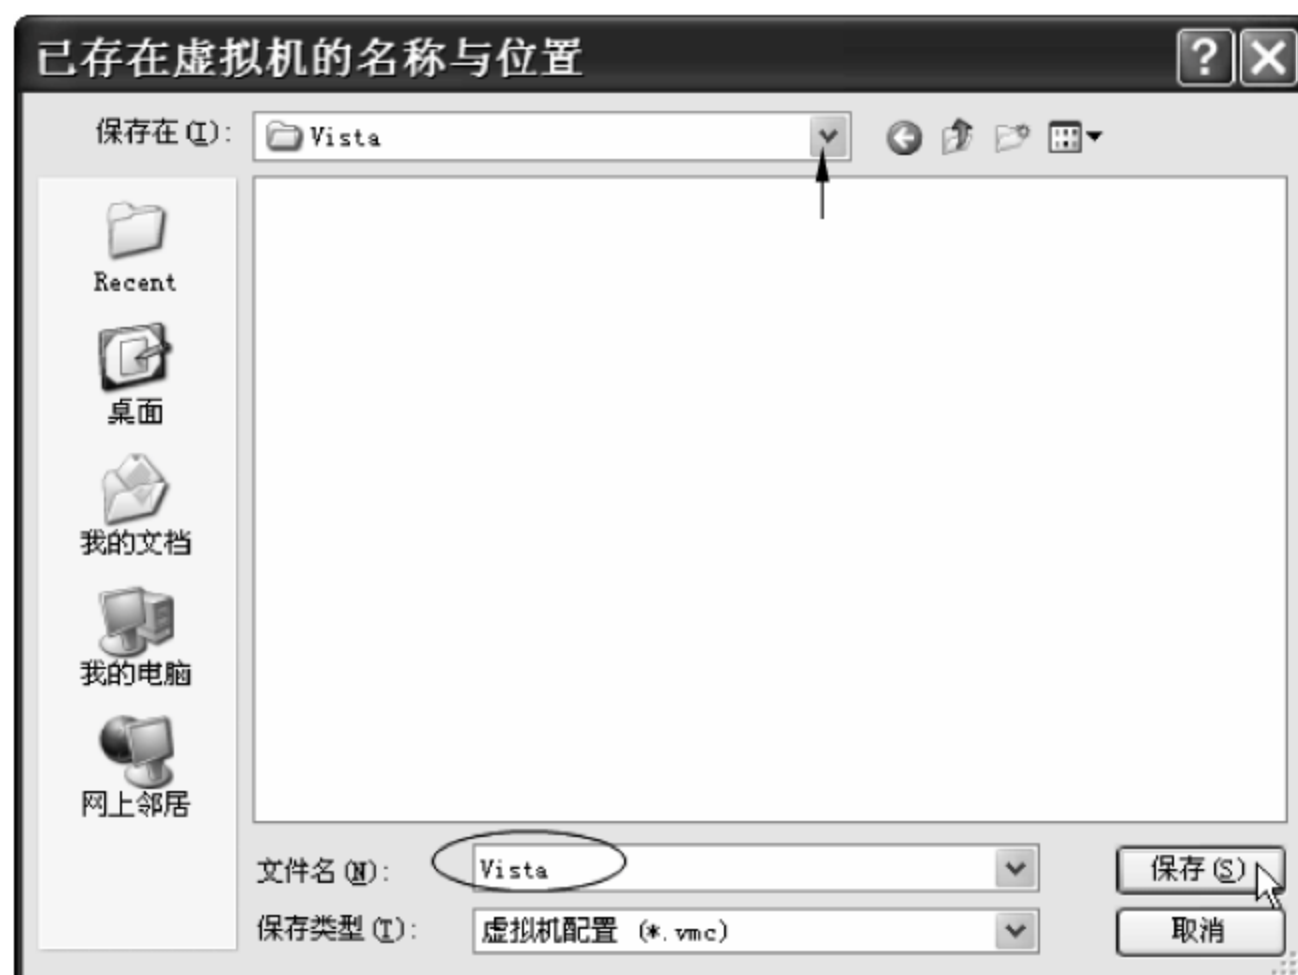 已存在虚拟机的名称与位置
保存在(I):
Vista
Recent
桌面
我的文档
我的电脑
网上邻居
文件名(N):
Vista
保存(S)
保存类型(T):
虚拟机配置 (*.vmc)
取消